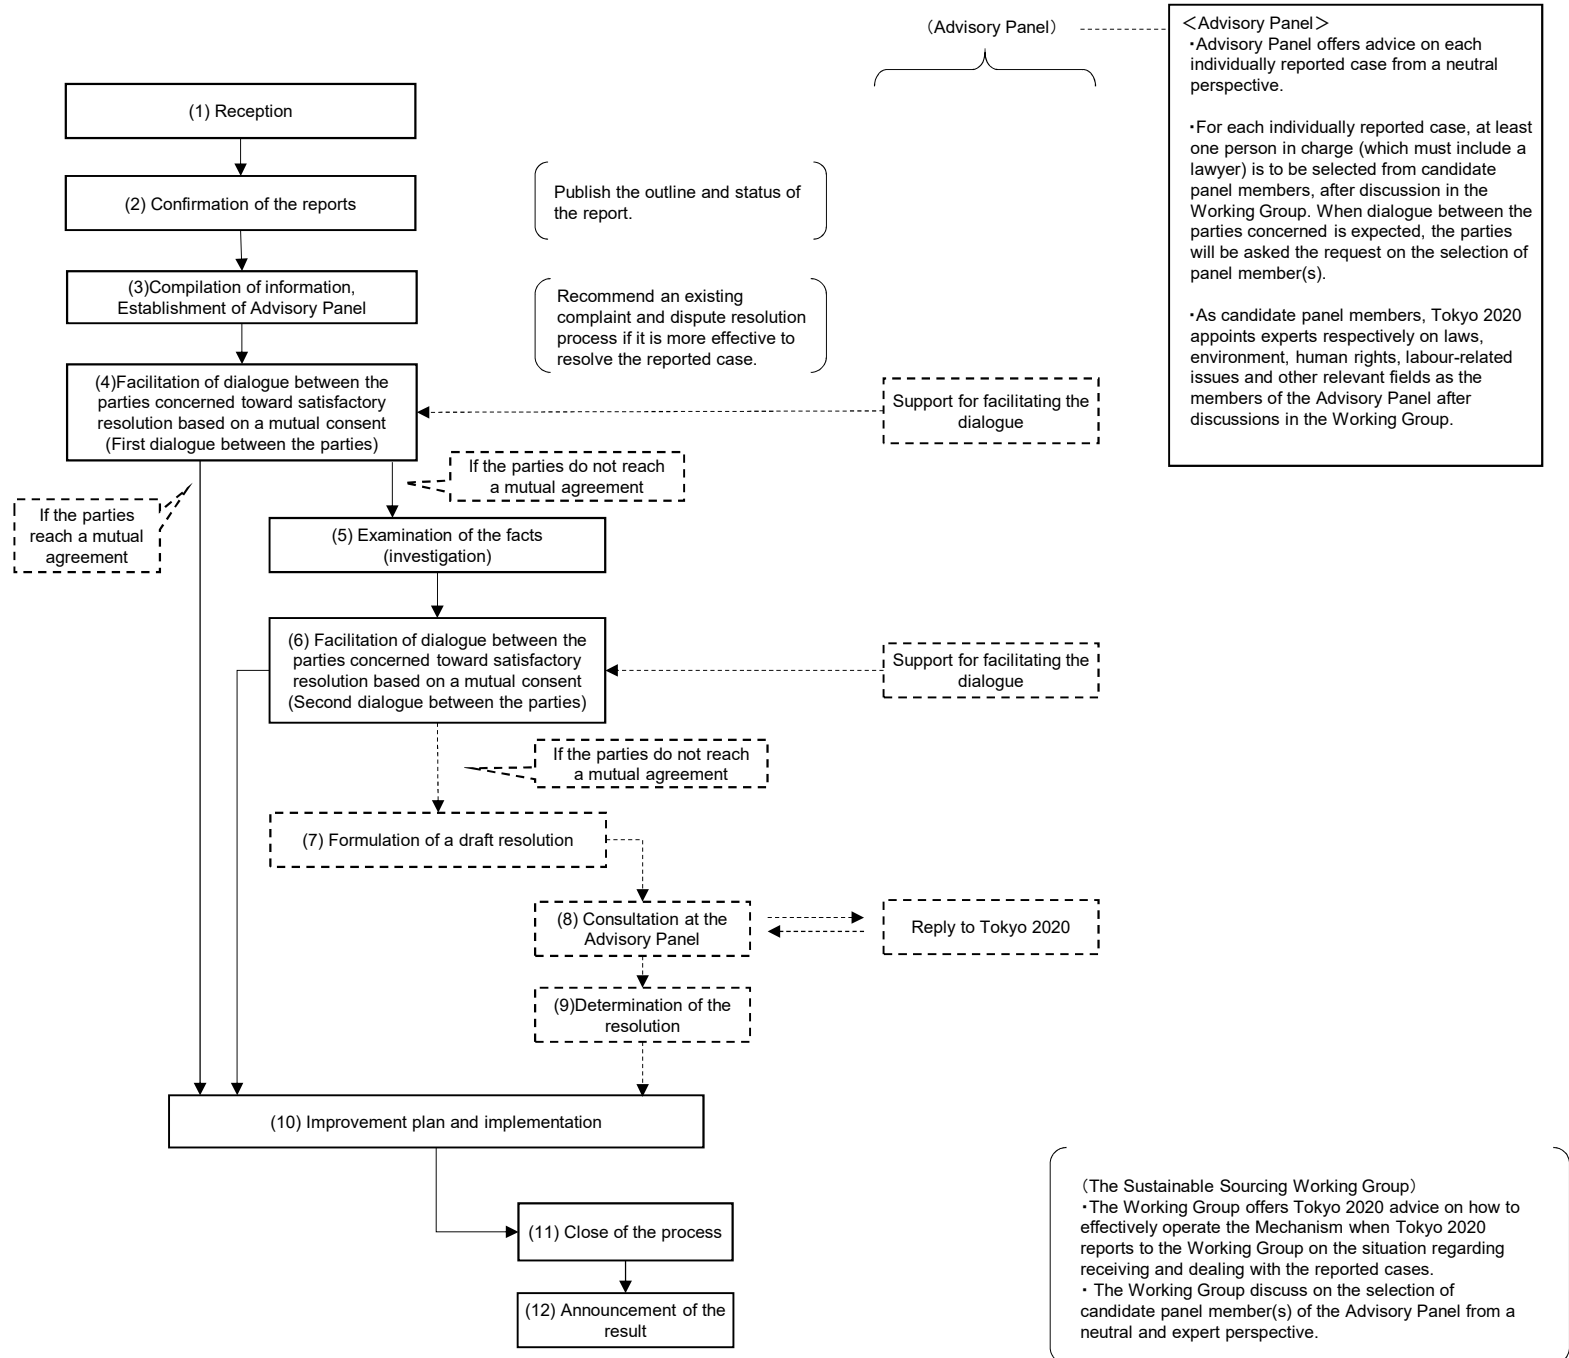 （Advisory Panel）
＜Advisory Panel＞
・Advisory Panel offers advice on each
individually reported case from a neutral
perspective.
・For each individually reported case, at least
one person in charge (which must include a
lawyer) is to be selected from candidate
panel members, after discussion in the
Working Group. When dialogue between the
parties concerned is expected, the parties
will be asked the request on the selection of
panel member(s).
・As candidate panel members, Tokyo 2020
appoints experts respectively on laws,
environment, human rights, labour-related
issues and other relevant fields as the
members of the Advisory Panel after
discussions in the Working Group.
(1) Reception
(2) Confirmation of the reports
Publish the outline and status of
the report.
(3)Compilation of information,
Establishment of Advisory Panel
Recommend an existing
complaint and dispute resolution
process if it is more effective to
resolve the reported case.
(4)Facilitation of dialogue between the
parties concerned toward satisfactory
resolution based on a mutual consent
(First dialogue between the parties)
Support for facilitating the
dialogue
If the parties do not reach
a mutual agreement
If the parties
reach a mutual
agreement
(5) Examination of the facts
(investigation)
(6) Facilitation of dialogue between the
parties concerned toward satisfactory
resolution based on a mutual consent
(Second dialogue between the parties)
Support for facilitating the
dialogue
If the parties do not reach
a mutual agreement
(7) Formulation of a draft resolution
(8) Consultation at the
Advisory Panel
Reply to Tokyo 2020
(9)Determination of the
resolution
(10) Improvement plan and implementation
(11) Close of the process
(12) Announcement of the
result
（The Sustainable Sourcing Working Group）
・The Working Group offers Tokyo 2020 advice on how to
effectively operate the Mechanism when Tokyo 2020
reports to the Working Group on the situation regarding
receiving and dealing with the reported cases.
・ The Working Group discuss on the selection of
candidate panel member(s) of the Advisory Panel from a
neutral and expert perspective.